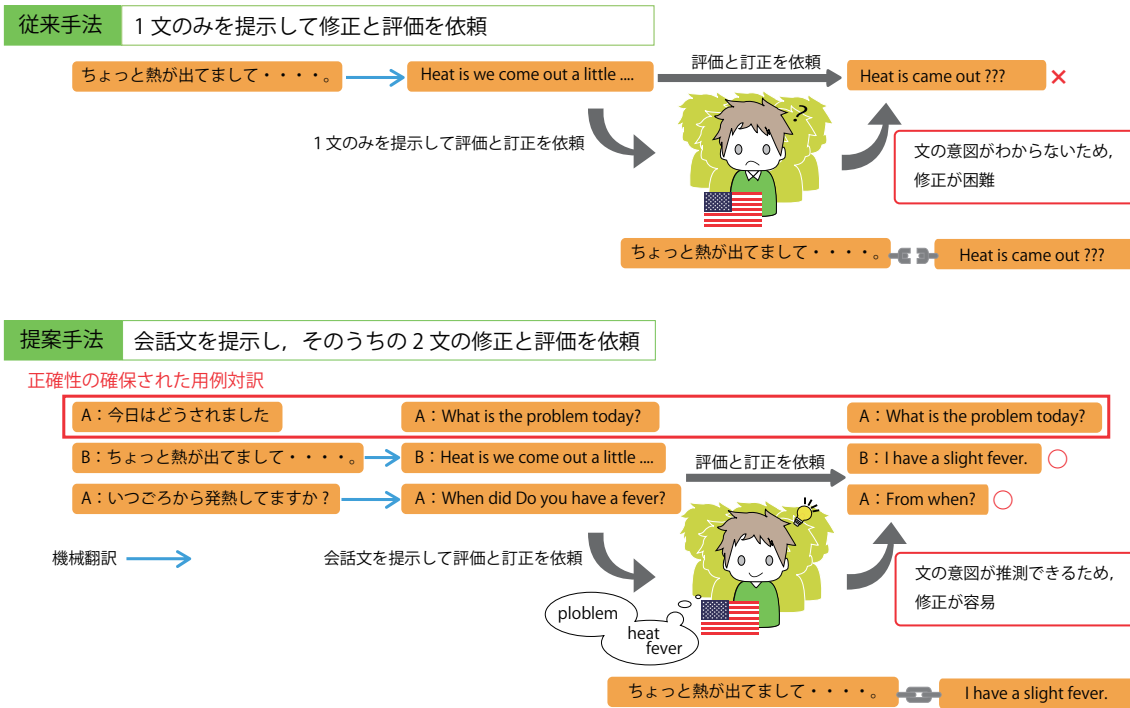 従来手法 1文のみを提示して修正と評価を依頼
ちょっと熱が出てまして・・・・。
Heat is we come out a little ....
評価と訂正を依頼
Heat is came out ???
×
1文のみを提示して評価と訂正を依頼
?
文の意図がわからないため,
修正が困難
ちょっと熱が出てまして・・・・。
Heat is came out ???
提案手法 会話文を提示し，そのうちの2文の修正と評価を依頼
正確性の確保された用例対訳
A：今日はどうされました
A：What is the problem today?
A：What is the problem today?
B：ちょっと熱が出てまして・・・・。
B：Heat is we come out a little ....
評価と訂正を依頼
B：I have a slight fever.
○
A：いつごろから発熱してますか？
A：When did Do you have a fever?
A：From when?
○
機械翻訳
会話文を提示して評価と訂正を依頼
文の意図が推測できるため,
修正が容易
ploblem
heat
fever
ちょっと熱が出てまして・・・・。
I have a slight fever.